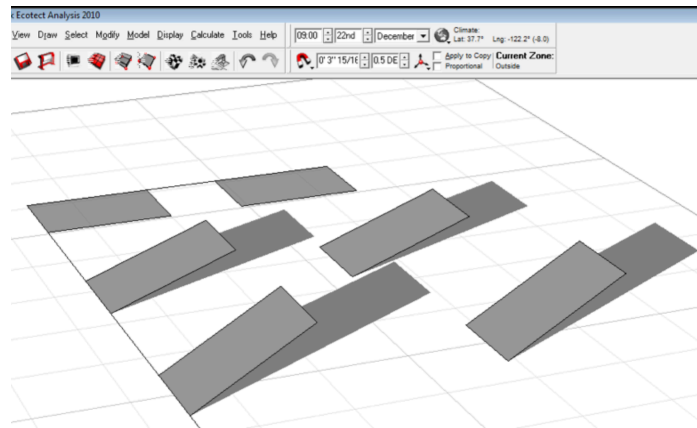 x Ecotect Analysis 2010
View Draw Select Modify Model Display Calculate Tools Help
09:00 22nd December
Climate:
Lat: 37.7° Lng: -122.2° (-8.0)
0' 3" 15/16 0.5 DE
Apply to Copy
Proportional
Current Zone:
Outside